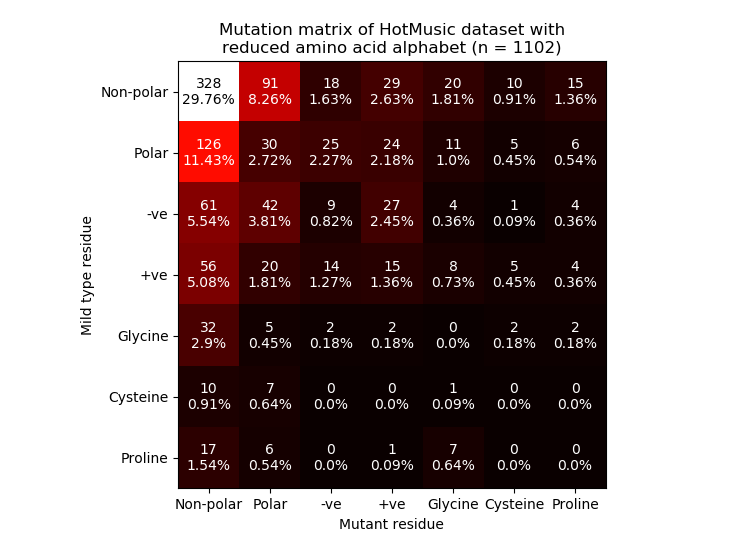 Mutation matrix of HotMusic dataset with
reduced amino acid alphabet (n = 1102)
Mild type residue
Non-polar 328 91 18 29 20 10 15
29.76% 8.26% 1.63% 2.63% 1.81% 0.91% 1.36%
Polar 126 30 25 24 11 5 6
11.43% 2.72% 2.27% 2.18% 1.0% 0.45% 0.54%
-ve 61 42 9 27 4 1 4
5.54% 3.81% 0.82% 2.45% 0.36% 0.09% 0.36%
+ve 56 20 14 15 8 5 4
5.08% 1.81% 1.27% 1.36% 0.73% 0.45% 0.36%
Glycine 32 5 2 2 0 2 2
2.9% 0.45% 0.18% 0.18% 0.0% 0.18% 0.18%
Cysteine 10 7 0 0 1 0 0
0.91% 0.64% 0.0% 0.0% 0.09% 0.0% 0.0%
Proline 17 6 0 1 7 0 0
1.54% 0.54% 0.0% 0.09% 0.64% 0.0% 0.0%
Non-polar Polar -ve +ve Glycine Cysteine Proline
Mutant residue